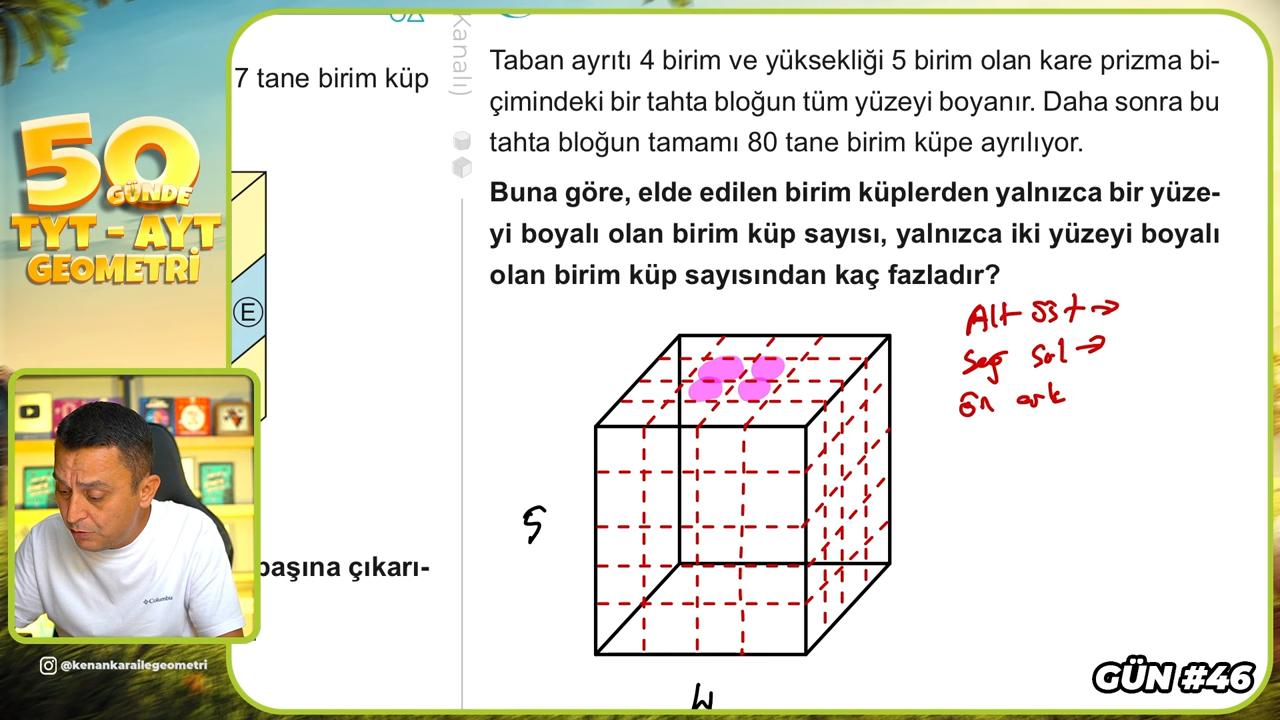 50
GÜNDE
TYT - AYT
GEOMETRİ
7 tane birim küp
E
başına çıkarı-
Kanalı)
Taban ayrıtı 4 birim ve yüksekliği 5 birim olan kare prizma bi-
çimindeki bir tahta bloğun tüm yüzeyi boyanır. Daha sonra bu
tahta bloğun tamamı 80 tane birim küpe ayrılıyor.
Buna göre, elde edilen birim küplerden yalnızca bir yüze-
yi boyalı olan birim küp sayısı, yalnızca iki yüzeyi boyalı
olan birim küp sayısından kaç fazladır?
Alt üst →
Sağ Sol →
Ön ark
5
4
Columbia
@kenankarailegeometri
GÜN #46